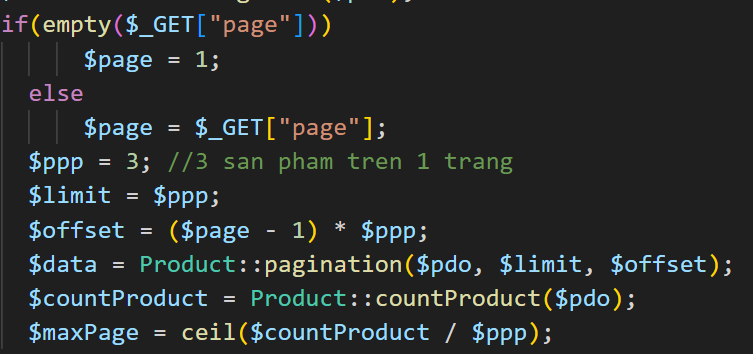 if(empty($_GET["page"]))
$page = 1;
else
$page = $_GET["page"];
$ppp = 3; //3 san pham tren 1 trang
$limit = $ppp;
$offset = ($page - 1) * $ppp;
$data = Product::pagination($pdo, $limit, $offset);
$countProduct = Product::countProduct($pdo);
$maxPage = ceil($countProduct / $ppp);